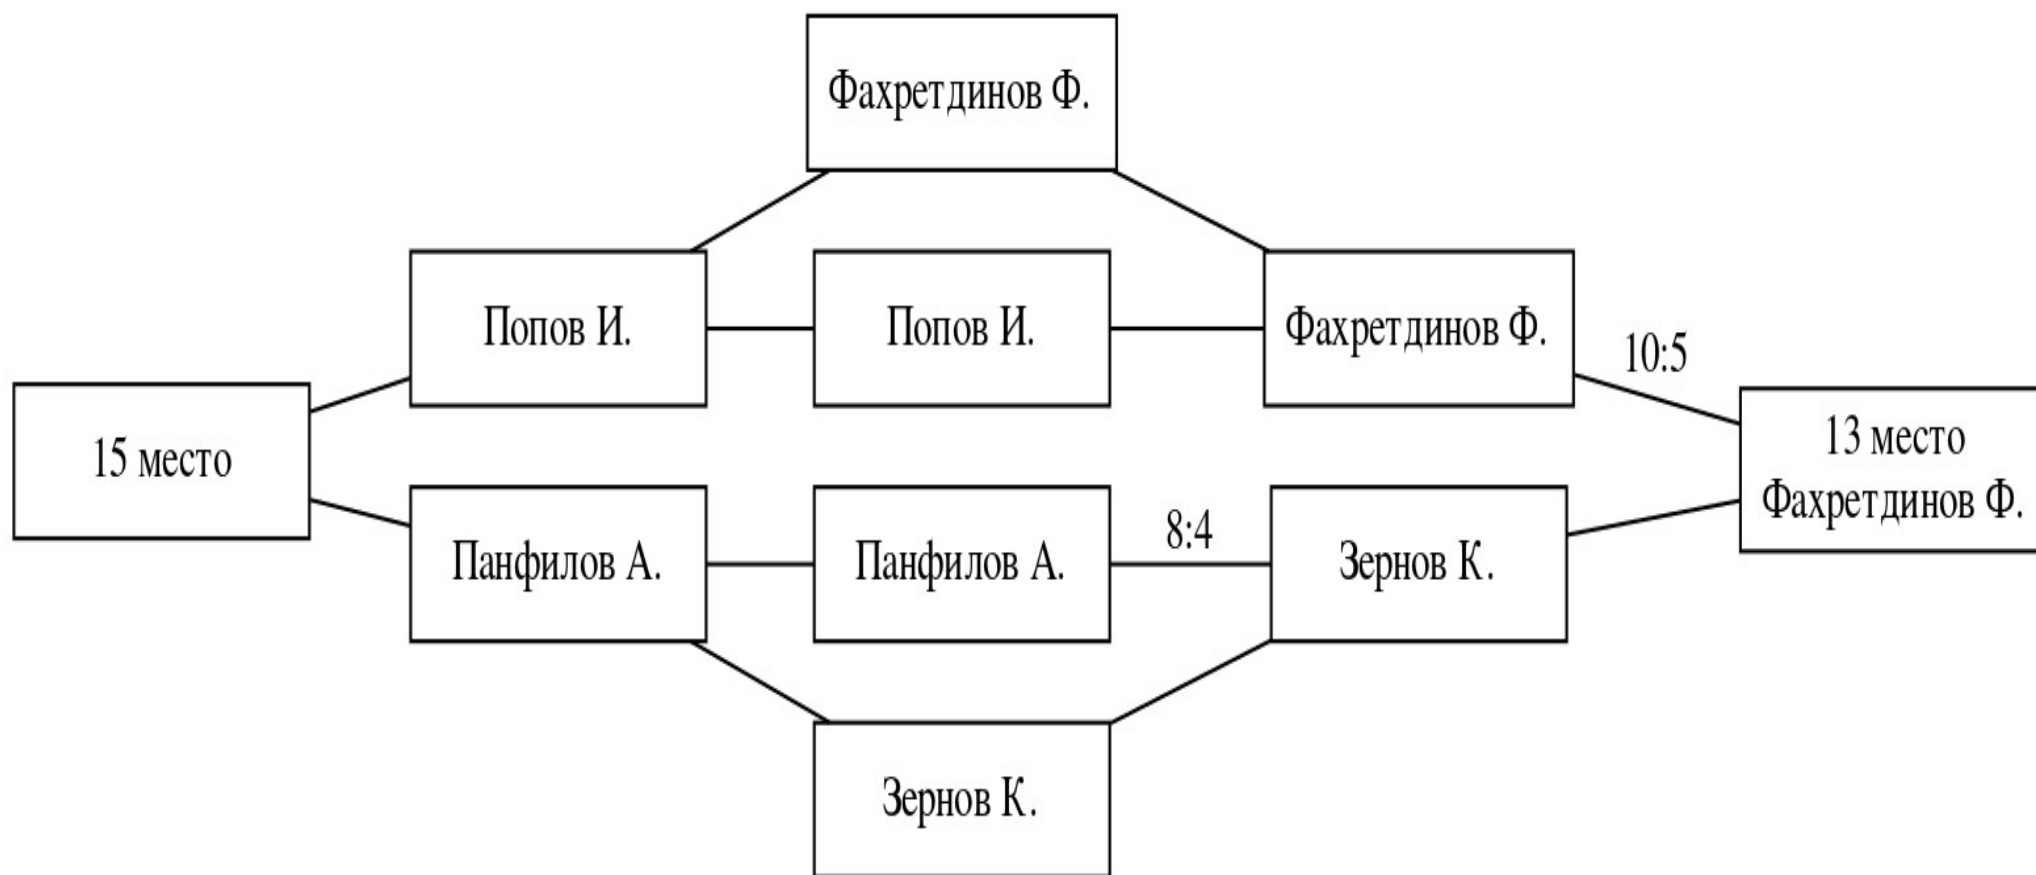 Фахретдинов Ф.
Попов И.
Попов И.
Фахретдинов Ф.
10:5
15 место
13 место
Фахретдинов Ф.
Панфилов А.
Панфилов А.
8:4
Зернов К.
Зернов К.